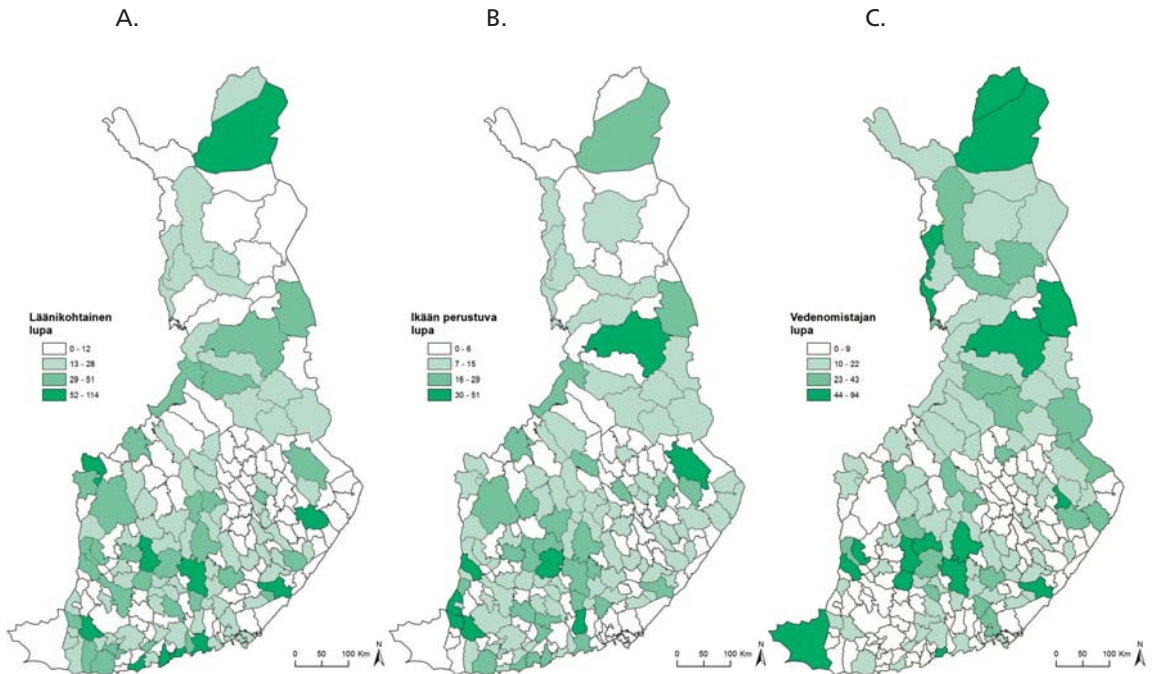 A.
B.
C.
Läänikohtainen
lupa
0 - 12
13 - 28
29 - 51
52 - 114
0 50 100 Km
N
Ikään perustuva
lupa
0 - 6
7 - 15
16 - 29
30 - 51
0 50 100 Km
N
Vedenomistajan
lupa
0 - 9
10 - 22
23 - 43
44 - 94
0 50 100 Km
N